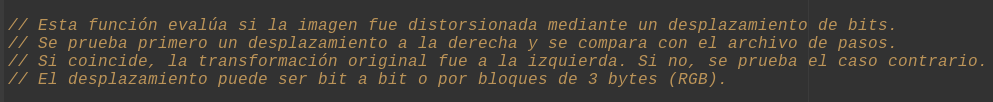 // Esta función evalúa si la imagen fue distorsionada mediante un desplazamiento de bits.
// Se prueba primero un desplazamiento a la derecha y se compara con el archivo de pasos.
// Si coincide, la transformación original fue a la izquierda. Si no, se prueba el caso contrario.
// El desplazamiento puede ser bit a bit o por bloques de 3 bytes (RGB).